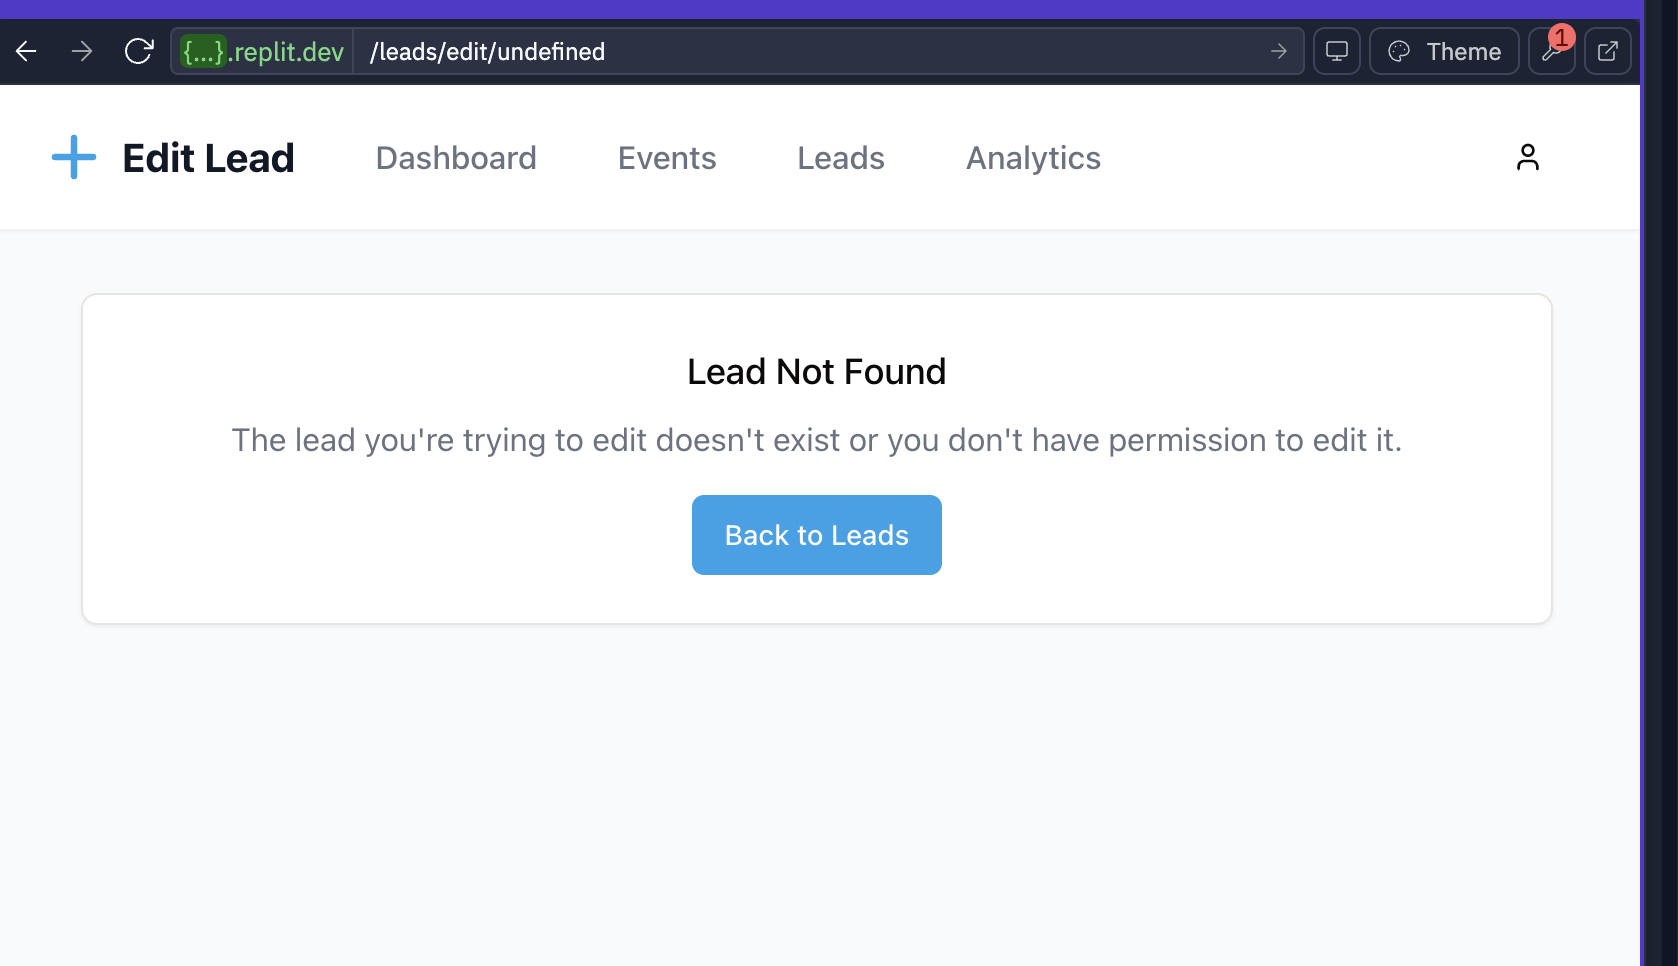 {...}.replit.dev /leads/edit/undefined Theme 1
Edit Lead Dashboard Events Leads Analytics
Lead Not Found
The lead you're trying to edit doesn't exist or you don't have permission to edit it.
Back to Leads